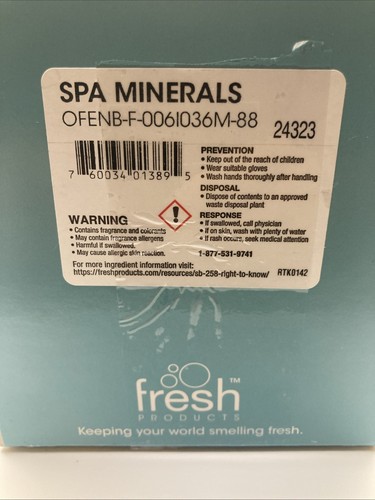 SPA MINERALS
OFENB-F-006I036M-88
24323
7 60034 01389 5
PREVENTION
• Keep out of the reach of children
• Wear suitable gloves
• Wash hands thoroughly after handling
DISPOSAL
• Dispose of contents to an approved
waste disposal plant
WARNING
• Contains fragrance and colorants
• May contain fragrance allergens
• Harmful if swallowed.
• May cause allergic skin reaction.
!
RESPONSE
• If swallowed, call physician
• if on skin, wash with plenty of water
• If rash occurs, seek medical attention
1-877-531-9741
For more ingredient information visit:
https://freshproducts.com/resources/sb-258-right-to-know/
RTK0142
fresh™
PRODUCTS
Keeping your world smelling fresh.